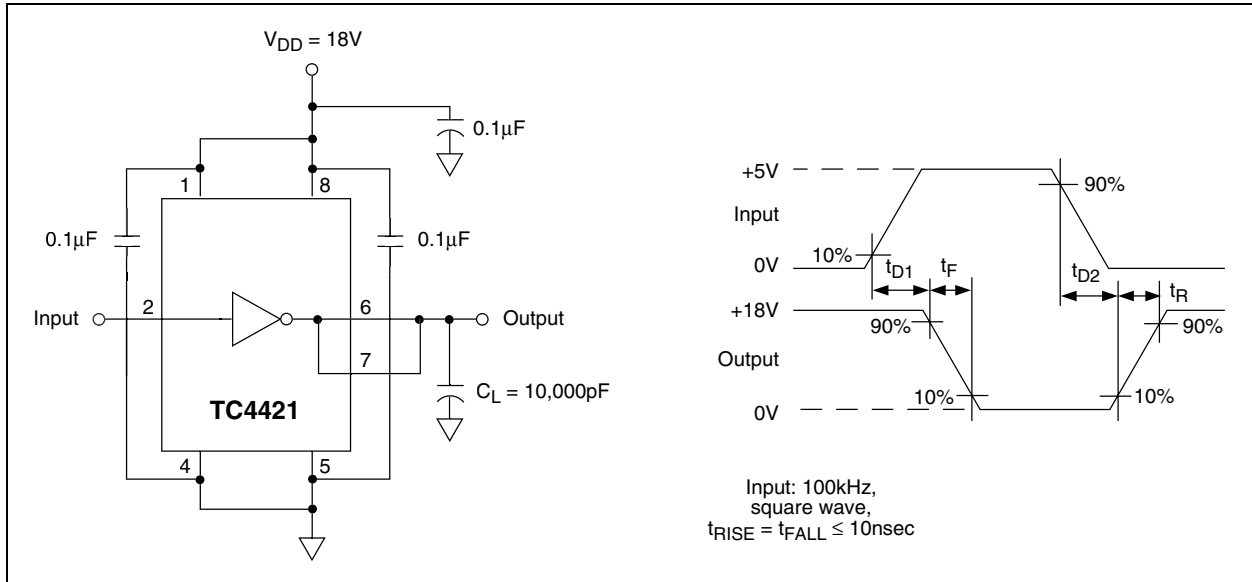 V_DD = 18V
0.1µF
1
8
0.1µF
0.1µF
Input
2
6
Output
7
C_L = 10,000pF
TC4421
4
5
+5V
90%
Input
10%
t_D1
t_F
t_D2
t_R
0V
+18V
90%
90%
Output
10%
10%
0V
Input: 100kHz,
square wave,
t_RISE = t_FALL ≤ 10nsec